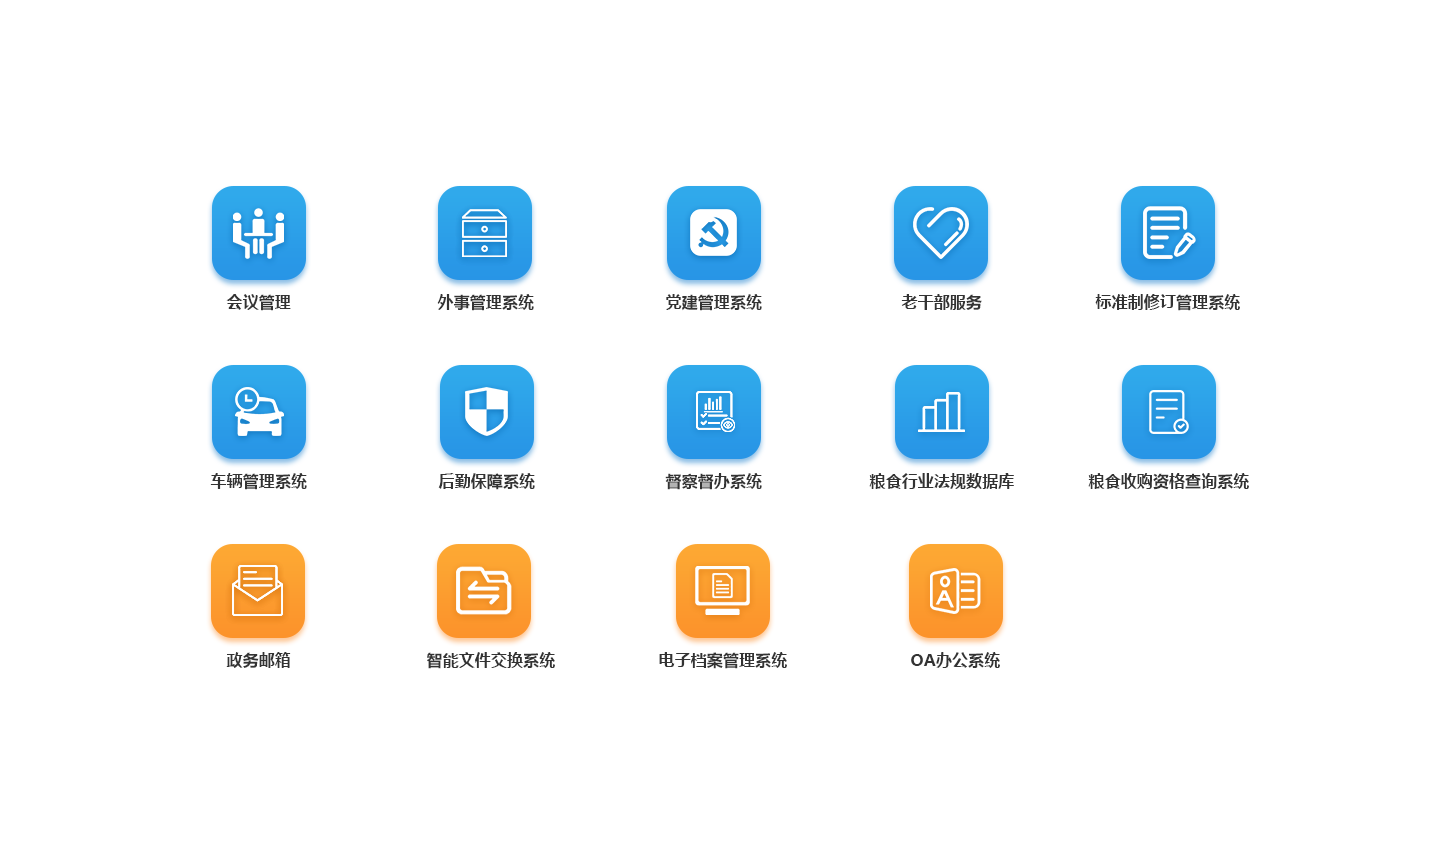 会议管理
外事管理系统
党建管理系统
老干部服务
标准制修订管理系统
车辆管理系统
后勤保障系统
督察督办系统
粮食行业法规数据库
粮食收购资格查询系统
政务邮箱
智能文件交换系统
电子档案管理系统
OA
OA办公系统